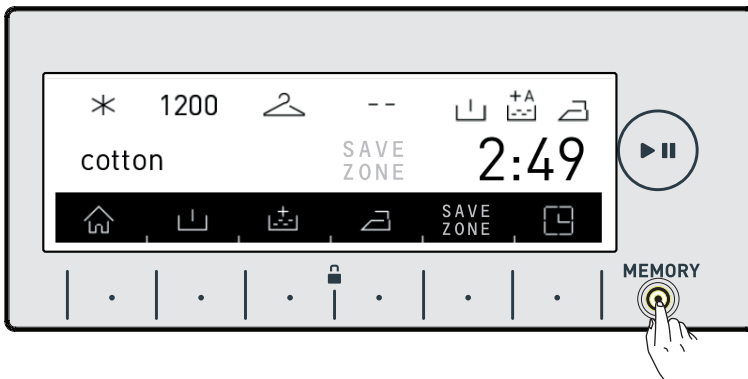 1200
--
+A
cotton
SAVE
ZONE
2:49
SAVE
ZONE
MEMORY